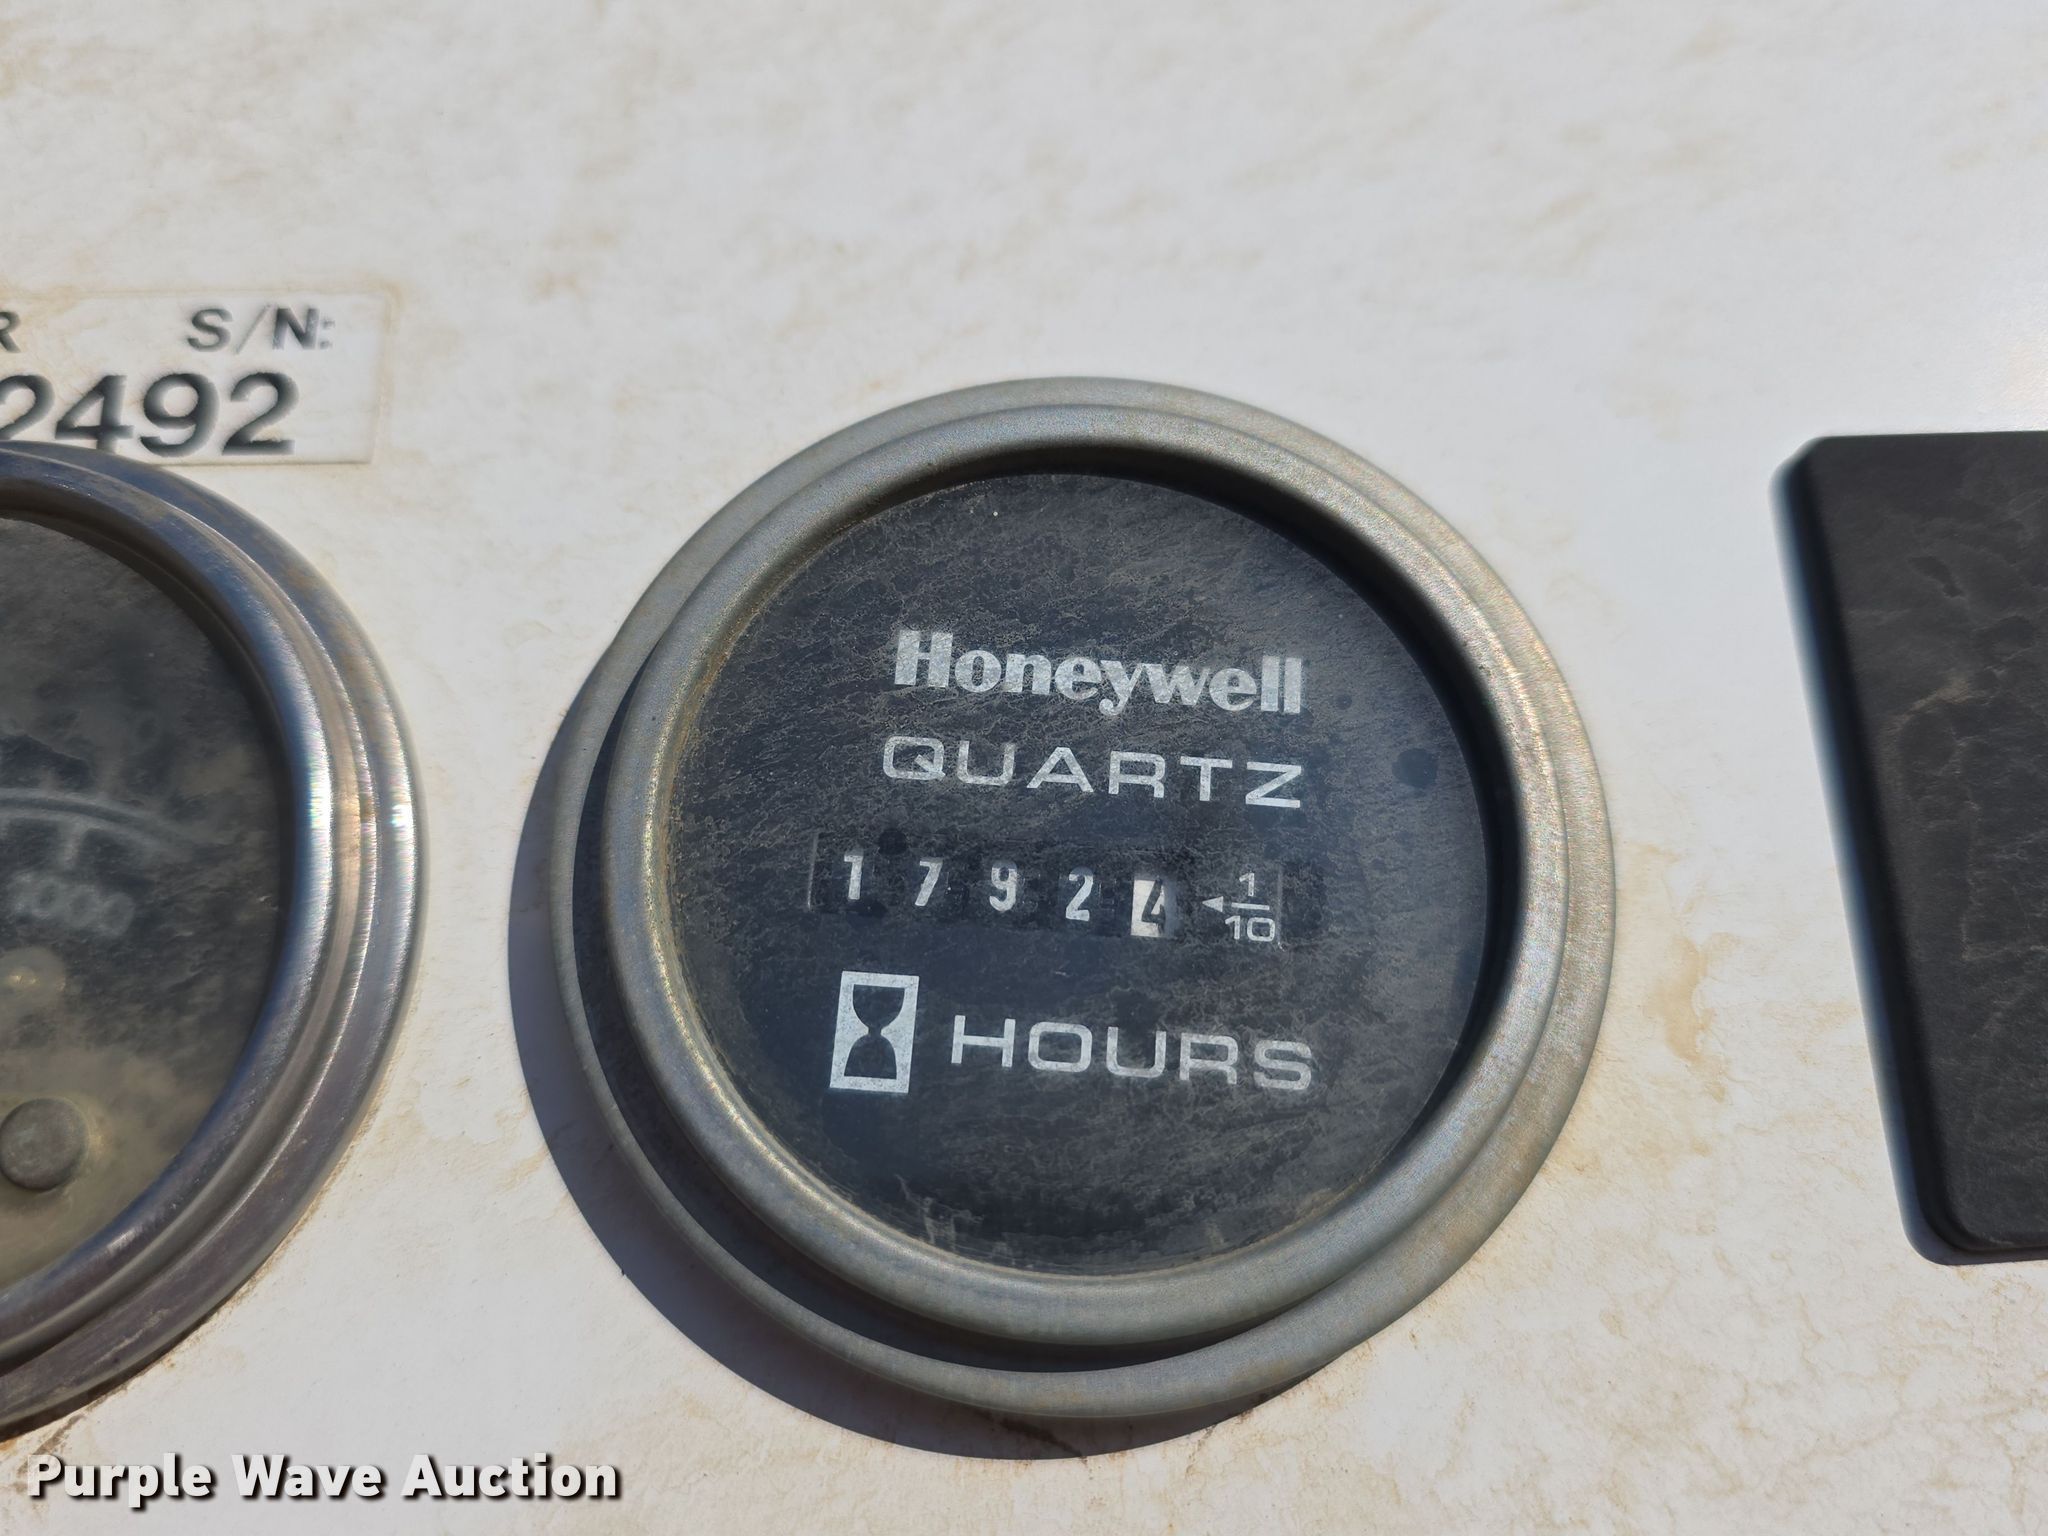 R S/N:
2492
Honeywell
QUARTZ
1 7 9 2 4 ◄ 1/10
HOURS
Purple Wave Auction